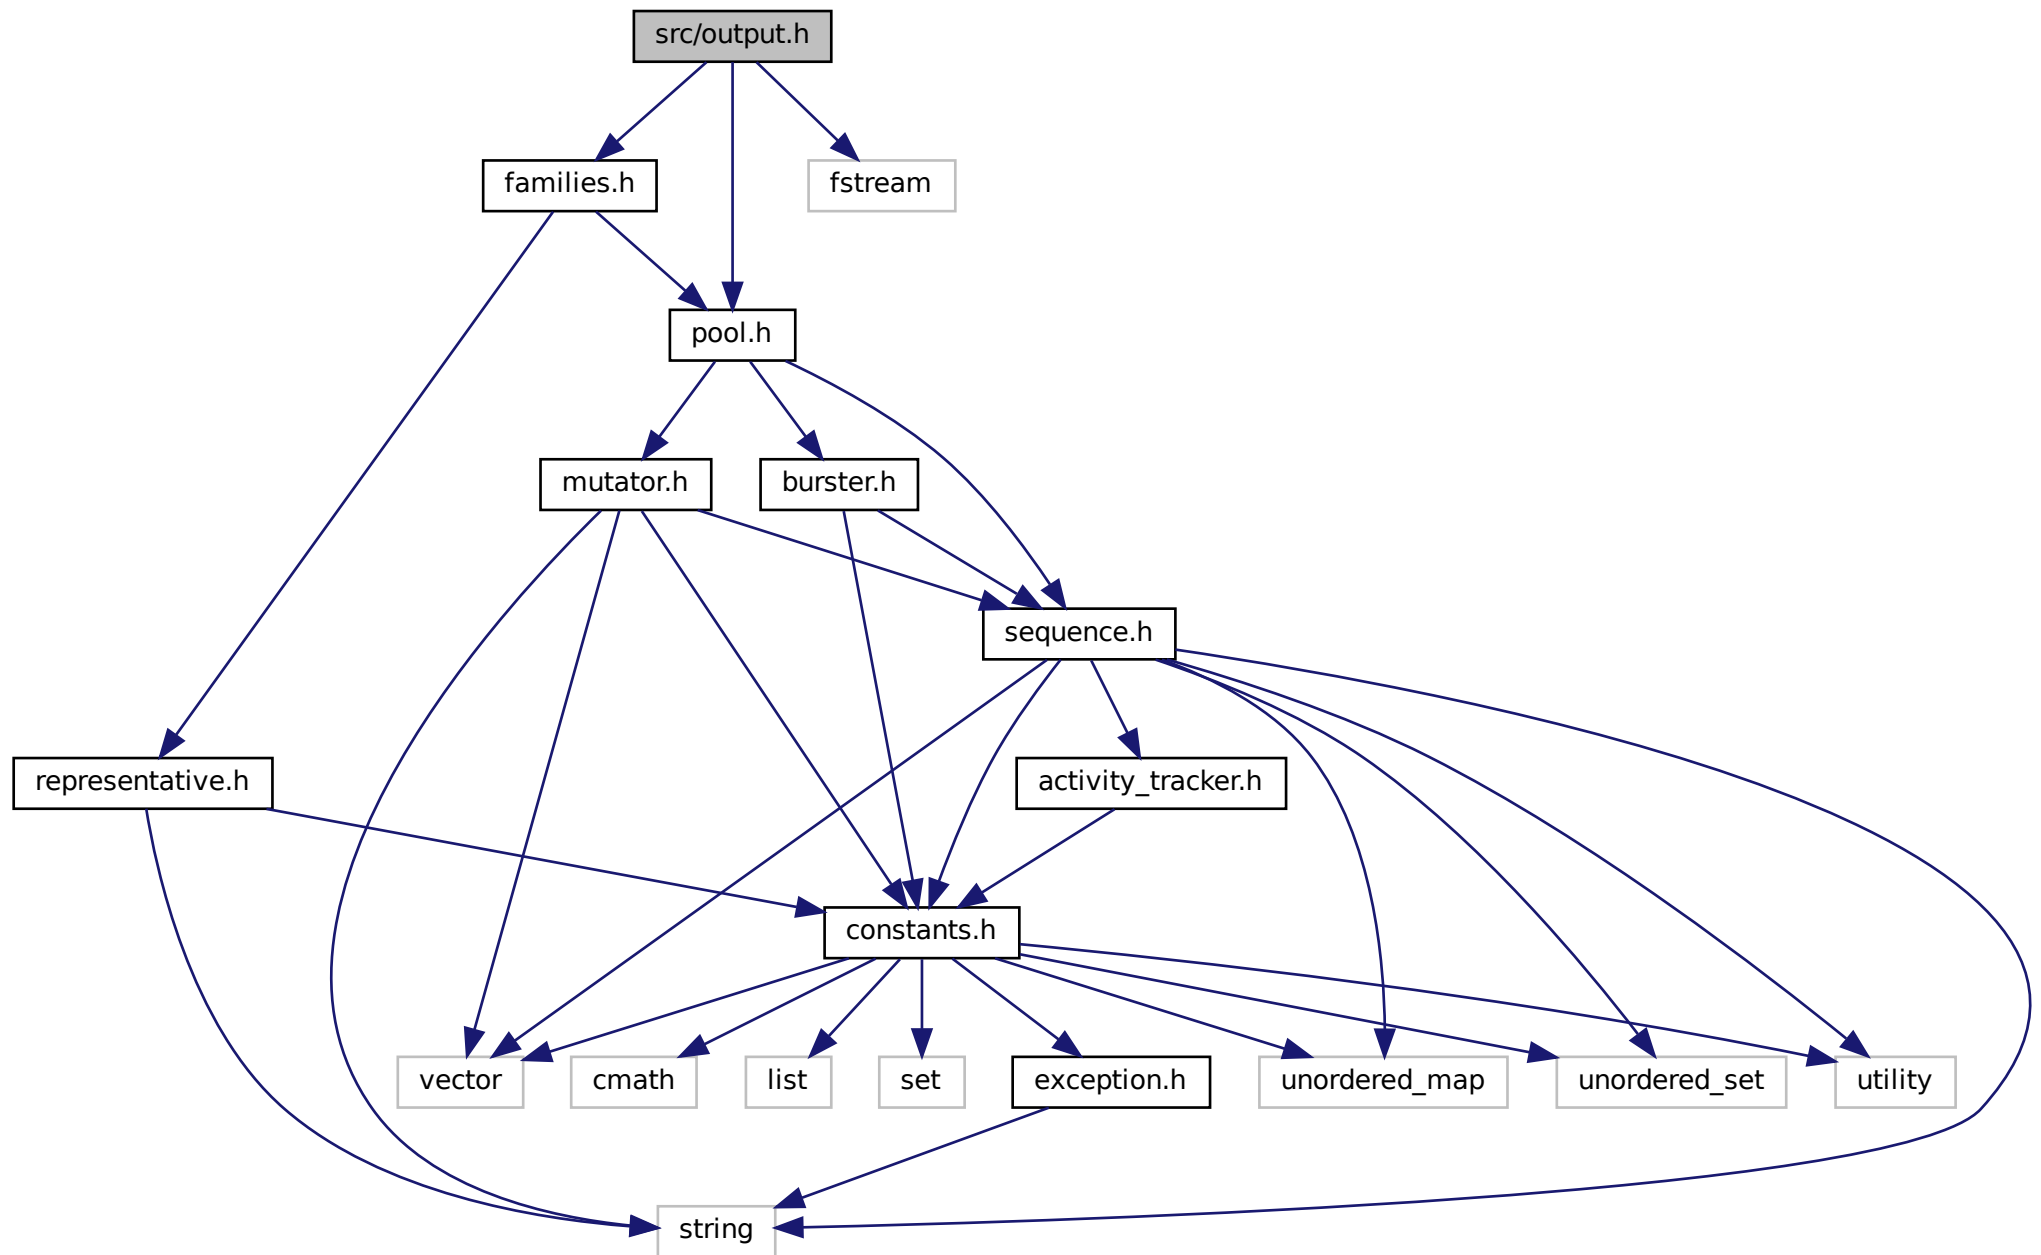 src/output.h
families.h
fstream
pool.h
mutator.h
burster.h
sequence.h
representative.h
activity_tracker.h
constants.h
vector
cmath
list
set
exception.h
unordered_map
unordered_set
utility
string